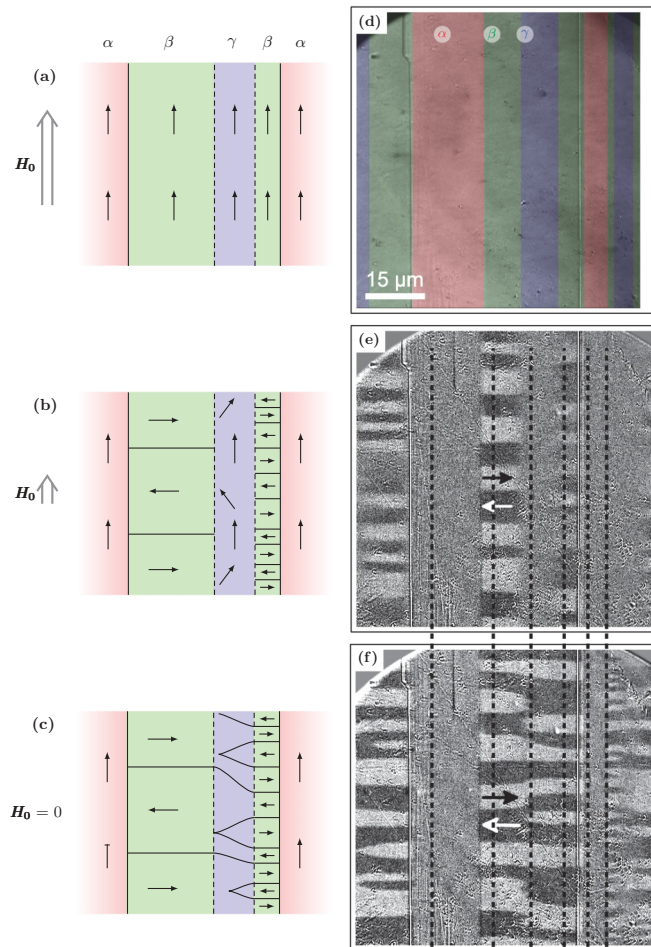 α β γ β α
(a)
H₀
(b)
H₀
(c)
H₀ = 0
(d)
α β γ
15 µm
(e)
(f)